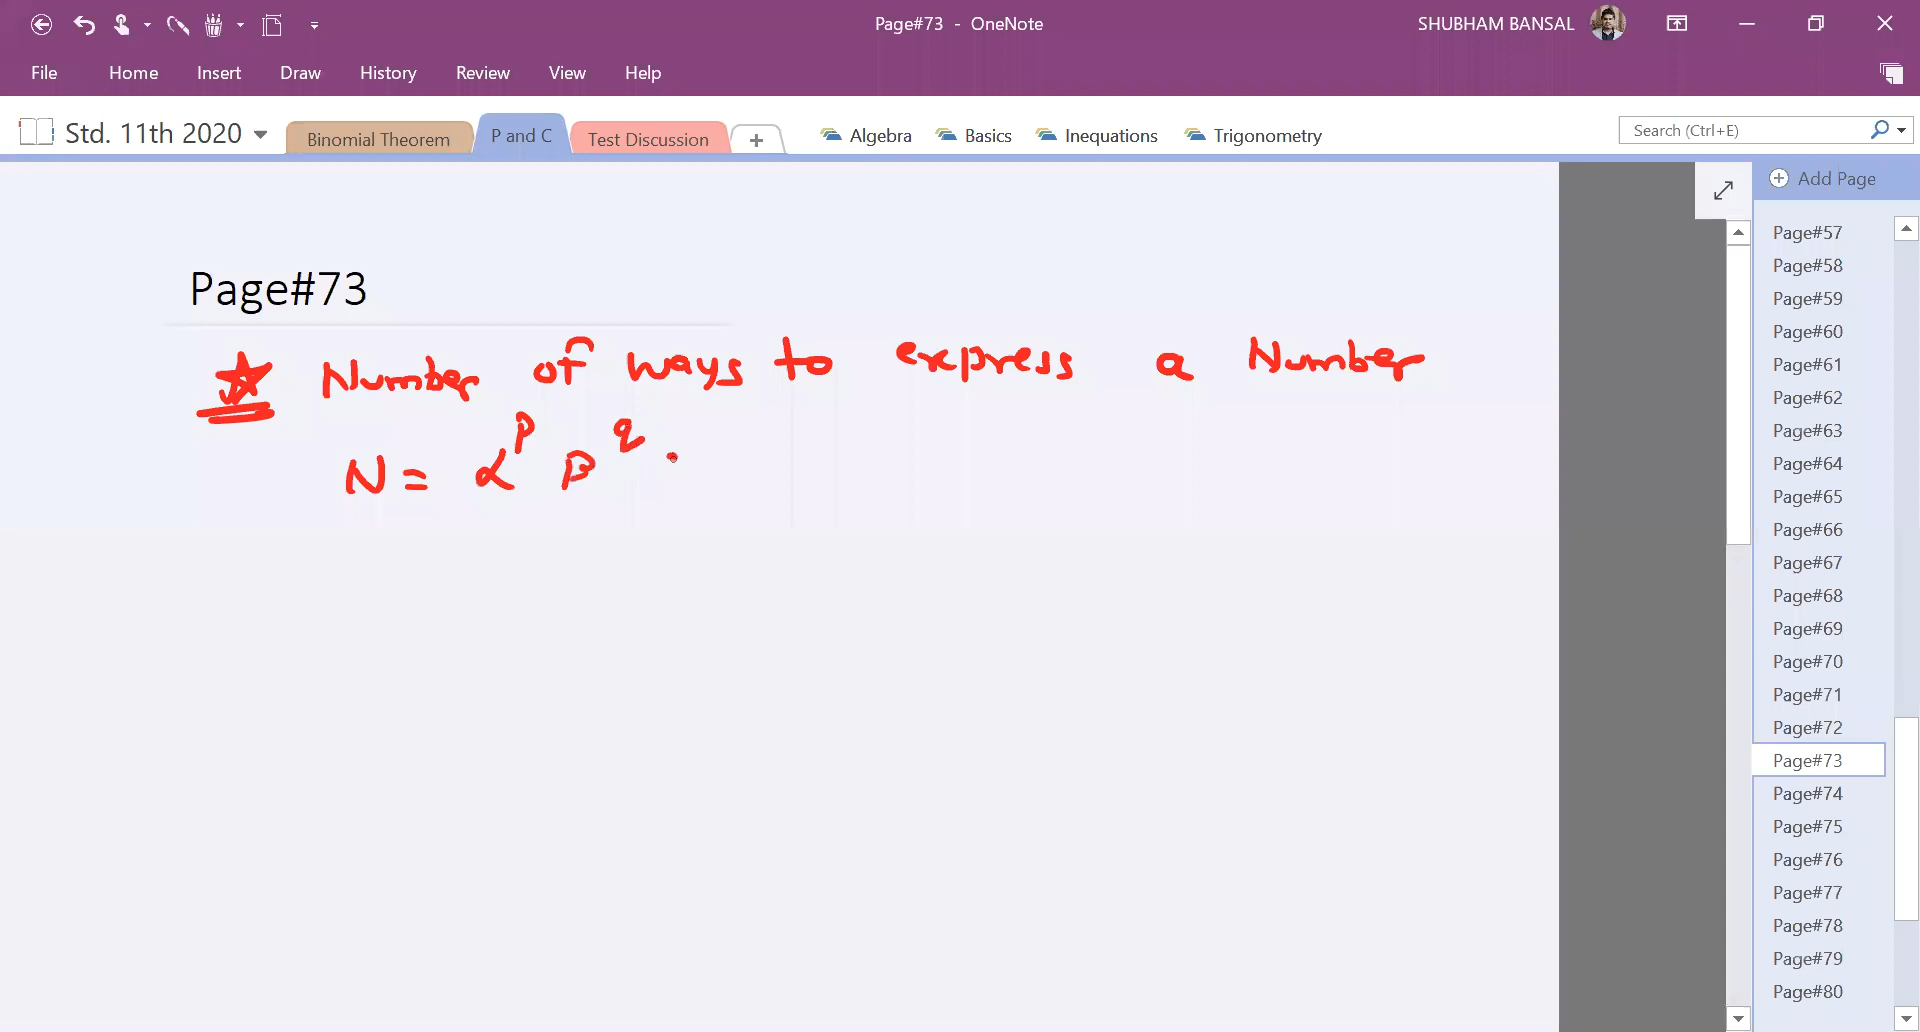 Page#73 - OneNote
SHUBHAM BANSAL
File Home Insert Draw History Review View Help
Std. 11th 2020
Binomial Theorem
P and C
Test Discussion
+
Algebra
Basics
Inequations
Trigonometry
Search (Ctrl+E)
Add Page
Page#73
Number of ways to express a Number
N = α^p β^q .
Page#57
Page#58
Page#59
Page#60
Page#61
Page#62
Page#63
Page#64
Page#65
Page#66
Page#67
Page#68
Page#69
Page#70
Page#71
Page#72
Page#73
Page#74
Page#75
Page#76
Page#77
Page#78
Page#79
Page#80